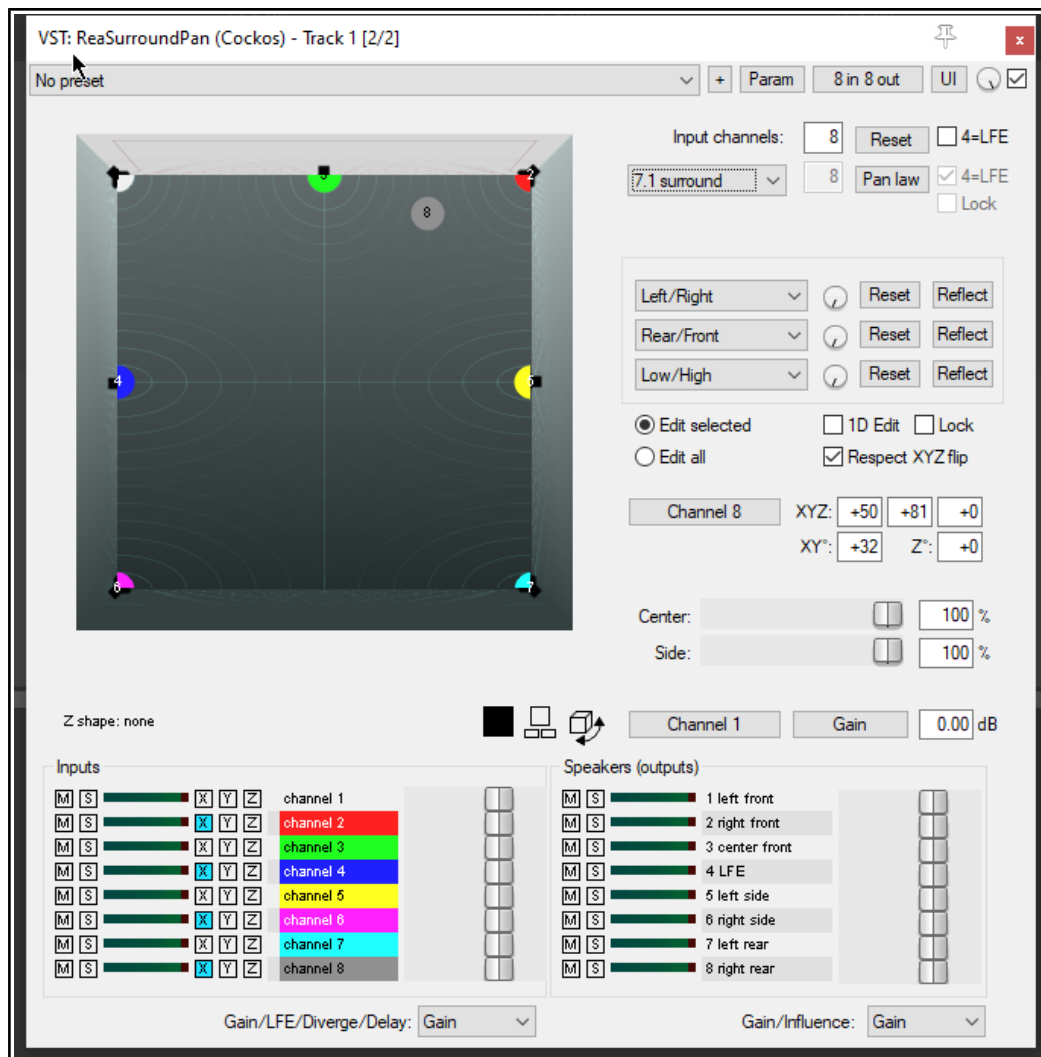 VST: ReaSurroundPan (Cockos) - Track 1 [2/2]
x
No preset
+ Param 8 in 8 out UI
Input channels: 8 Reset 4=LFE
7.1 surround 8 Pan law 4=LFE
Lock
2
8
4
6
7
Left/Right Reset Reflect
Rear/Front Reset Reflect
Low/High Reset Reflect
Edit selected 1D Edit Lock
Edit all Respect XYZ flip
Channel 8 XYZ: +50 +81 +0
XY°: +32 Z°: +0
Center: 100 %
Side: 100 %
Z shape: none
Channel 1 Gain 0.00 dB
Inputs
M S X Y Z channel 1
M S X Y Z channel 2
M S X Y Z channel 3
M S X Y Z channel 4
M S X Y Z channel 5
M S X Y Z channel 6
M S X Y Z channel 7
M S X Y Z channel 8
Gain/LFE/Diverge/Delay: Gain
Speakers (outputs)
M S 1 left front
M S 2 right front
M S 3 center front
M S 4 LFE
M S 5 left side
M S 6 right side
M S 7 left rear
M S 8 right rear
Gain/Influence: Gain